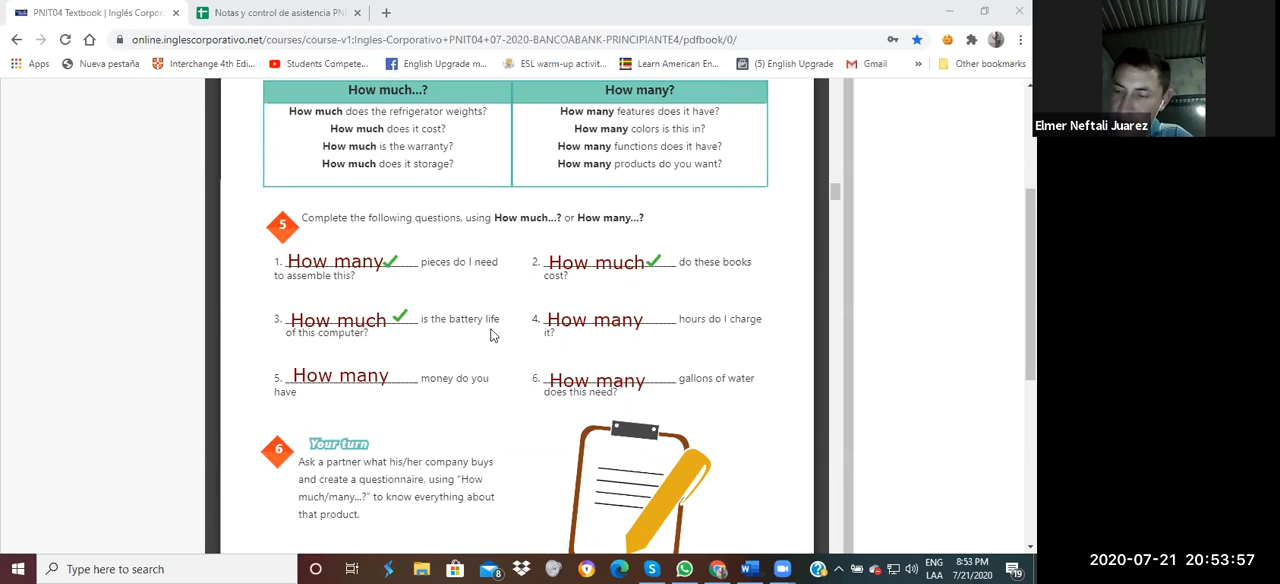 PNIT04 Textbook | Inglés Corpora
Notas y control de asistencia PNI
online.inglescorporativo.net/courses/course-v1:Ingles-Corporativo+PNIT04+07-2020-BANCOABANK-PRINCIPIANTE4/pdfbook/0/
Apps Nueva pestaña Interchange 4th Edi... Students Compete... English Upgrade m... ESL warm-up activit... Learn American En... (5) English Upgrade Gmail » Other bookmarks
How much...? How many?
How much does the refrigerator weights? How many features does it have?
How much does it cost? How many colors is this in?
How much is the warranty? How many functions does it have?
How much does it storage? How many products do you want?
5 Complete the following questions, using How much...? or How many...?
1. How many pieces do I need
to assemble this?
2. How much do these books
cost?
3. How much is the battery life
of this computer?
4. How many hours do I charge
it?
5. How many money do you
have
6. How many gallons of water
does this need?
6 Your turn
Ask a partner what his/her company buys
and create a questionnaire, using "How
much/many...?" to know everything about
that product.
Elmer Neftali Juarez
Type here to search
8
ENG
LAA
8:53 PM
7/21/2020
19
2020-07-21 20:53:57